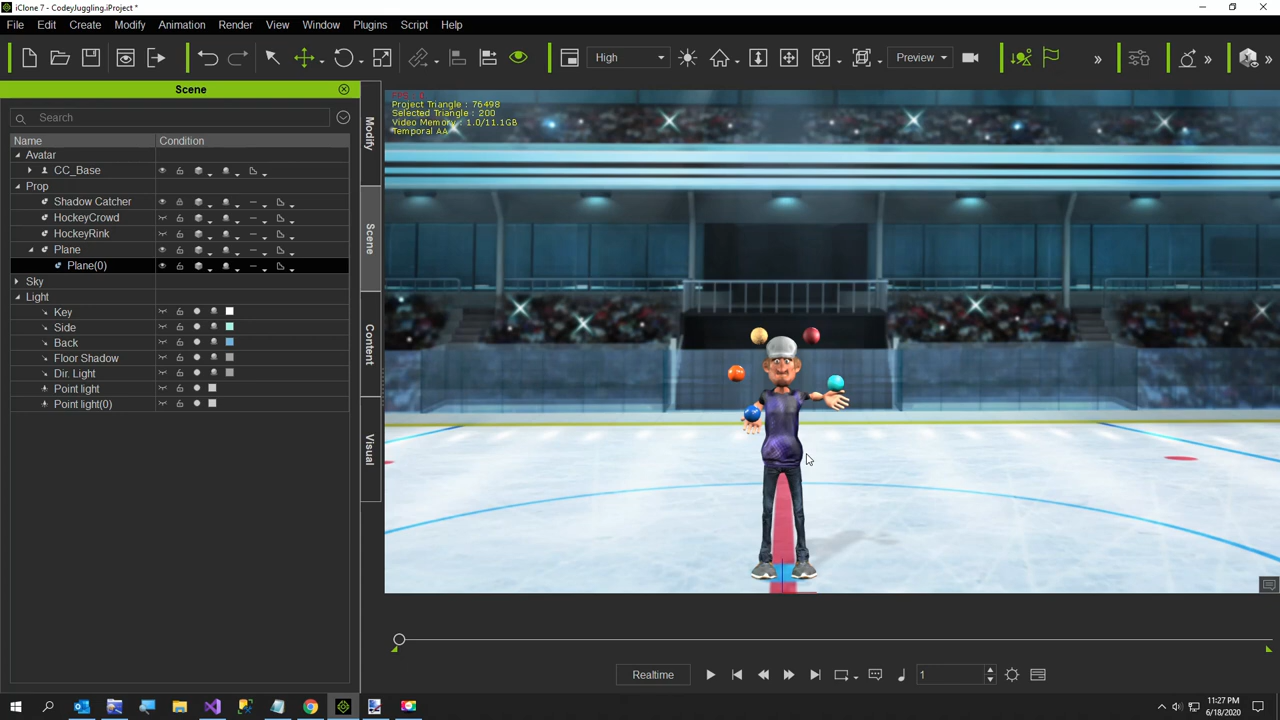 iClone 7 - CodeyJuggling.iProject *
File Edit Create Modify Animation Render View Window Plugins Script Help
High
Preview
Scene
Search
Name Condition
Avatar
CC_Base
Prop
Shadow Catcher
HockeyCrowd
HockeyRink
Plane
Plane(0)
Sky
Light
Key
Side
Back
Floor Shadow
Dir. Light
Point light
Point light(0)
Modify
Scene
Content
Visual
Project Triangle : 76498
Selected Triangle : 200
Video Memory : 1.0/11.1GB
Temporal AA
Realtime
1
11:27 PM
6/18/2020